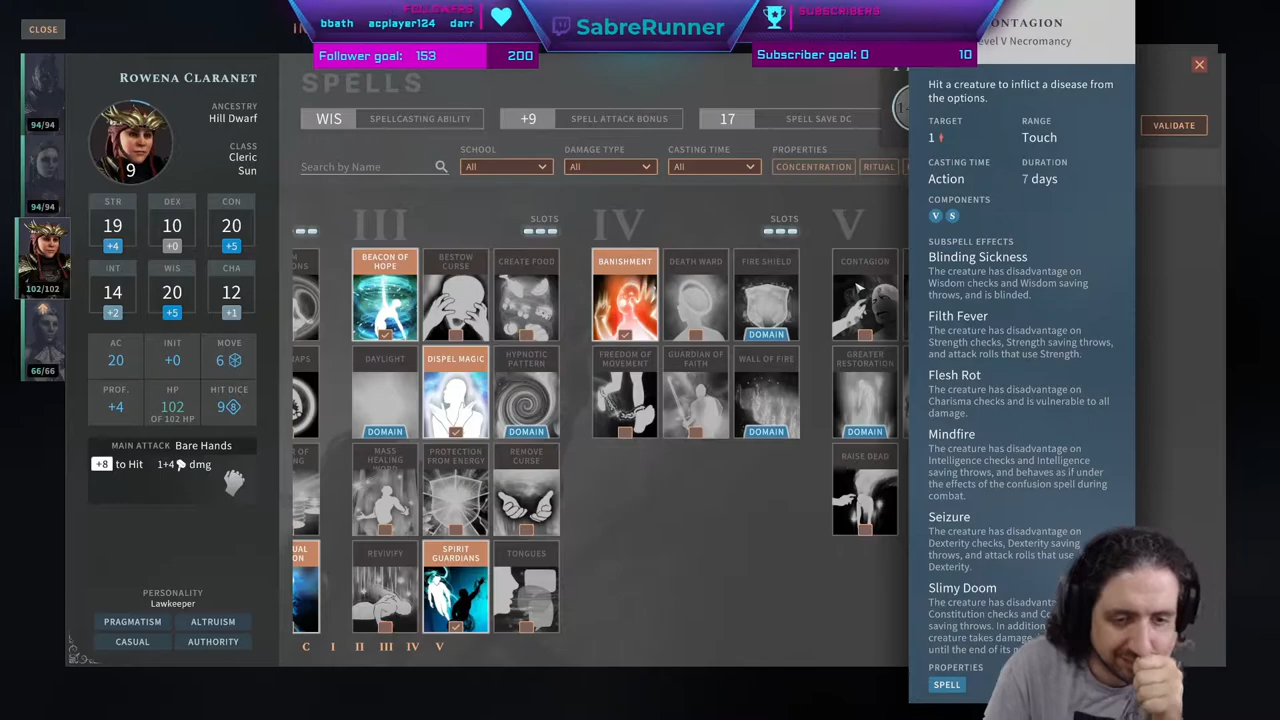 CLOSE
FOLLOWERS
bbath acplayer124 darr
Follower goal: 153 200
SabreRunner
SUBSCRIBERS
Subscriber goal: 0 10
ROWENA CLARANET
ANCESTRY
Hill Dwarf
CLASS
Cleric
Sun
9
94/94
94/94
102/102
66/66
STR DEX CON
19 10 20
+4 +0 +5
INT WIS CHA
14 20 12
+2 +5 +1
AC INIT MOVE
20 +0 6
PROF. HP HIT DICE
+4 102 9
OF 102 HP
8
MAIN ATTACK Bare Hands
+8 to Hit 1+4 dmg
PERSONALITY
Lawkeeper
PRAGMATISM ALTRUISM
CASUAL AUTHORITY
SPELLS
WIS SPELLCASTING ABILITY +9 SPELL ATTACK BONUS 17 SPELL SAVE DC
SCHOOL DAMAGE TYPE CASTING TIME PROPERTIES
Search by Name All All All CONCENTRATION RITUAL
III SLOTS IV SLOTS V
BEACON OF HOPE
BESTOW CURSE
CREATE FOOD
BANISHMENT
DEATH WARD
FIRE SHIELD
DOMAIN
CONTAGION
DAYLIGHT
DOMAIN
DISPEL MAGIC
HYPNOTIC PATTERN
DOMAIN
FREEDOM OF MOVEMENT
GUARDIAN OF FAITH
WALL OF FIRE
DOMAIN
GREATER RESTORATION
DOMAIN
MASS HEALING WORD
PROTECTION FROM ENERGY
REMOVE CURSE
RAISE DEAD
REVIVIFY
SPIRIT GUARDIANS
TONGUES
C I II III IV V
VALIDATE
ONTAGION
evel V Necromancy
Hit a creature to inflict a disease from
the options.
TARGET RANGE
1 Touch
CASTING TIME DURATION
Action 7 days
COMPONENTS
V S
SUBSPELL EFFECTS
Blinding Sickness
The creature has disadvantage on
Wisdom checks and Wisdom saving
throws, and is blinded.
Filth Fever
The creature has disadvantage on
Strength checks, Strength saving throws,
and attack rolls that use Strength.
Flesh Rot
The creature has disadvantage on
Charisma checks and is vulnerable to all
damage.
Mindfire
The creature has disadvantage on
Intelligence checks and Intelligence
saving throws, and behaves as if under
the effects of the confusion spell during
combat.
Seizure
The creature has disadvantage on
Dexterity checks, Dexterity saving
throws, and attack rolls that use
Dexterity.
Slimy Doom
The creature has disadvanta
Constitution checks and Co
saving throws. In addition
creature takes damage,
until the end of its
PROPERTIES
SPELL